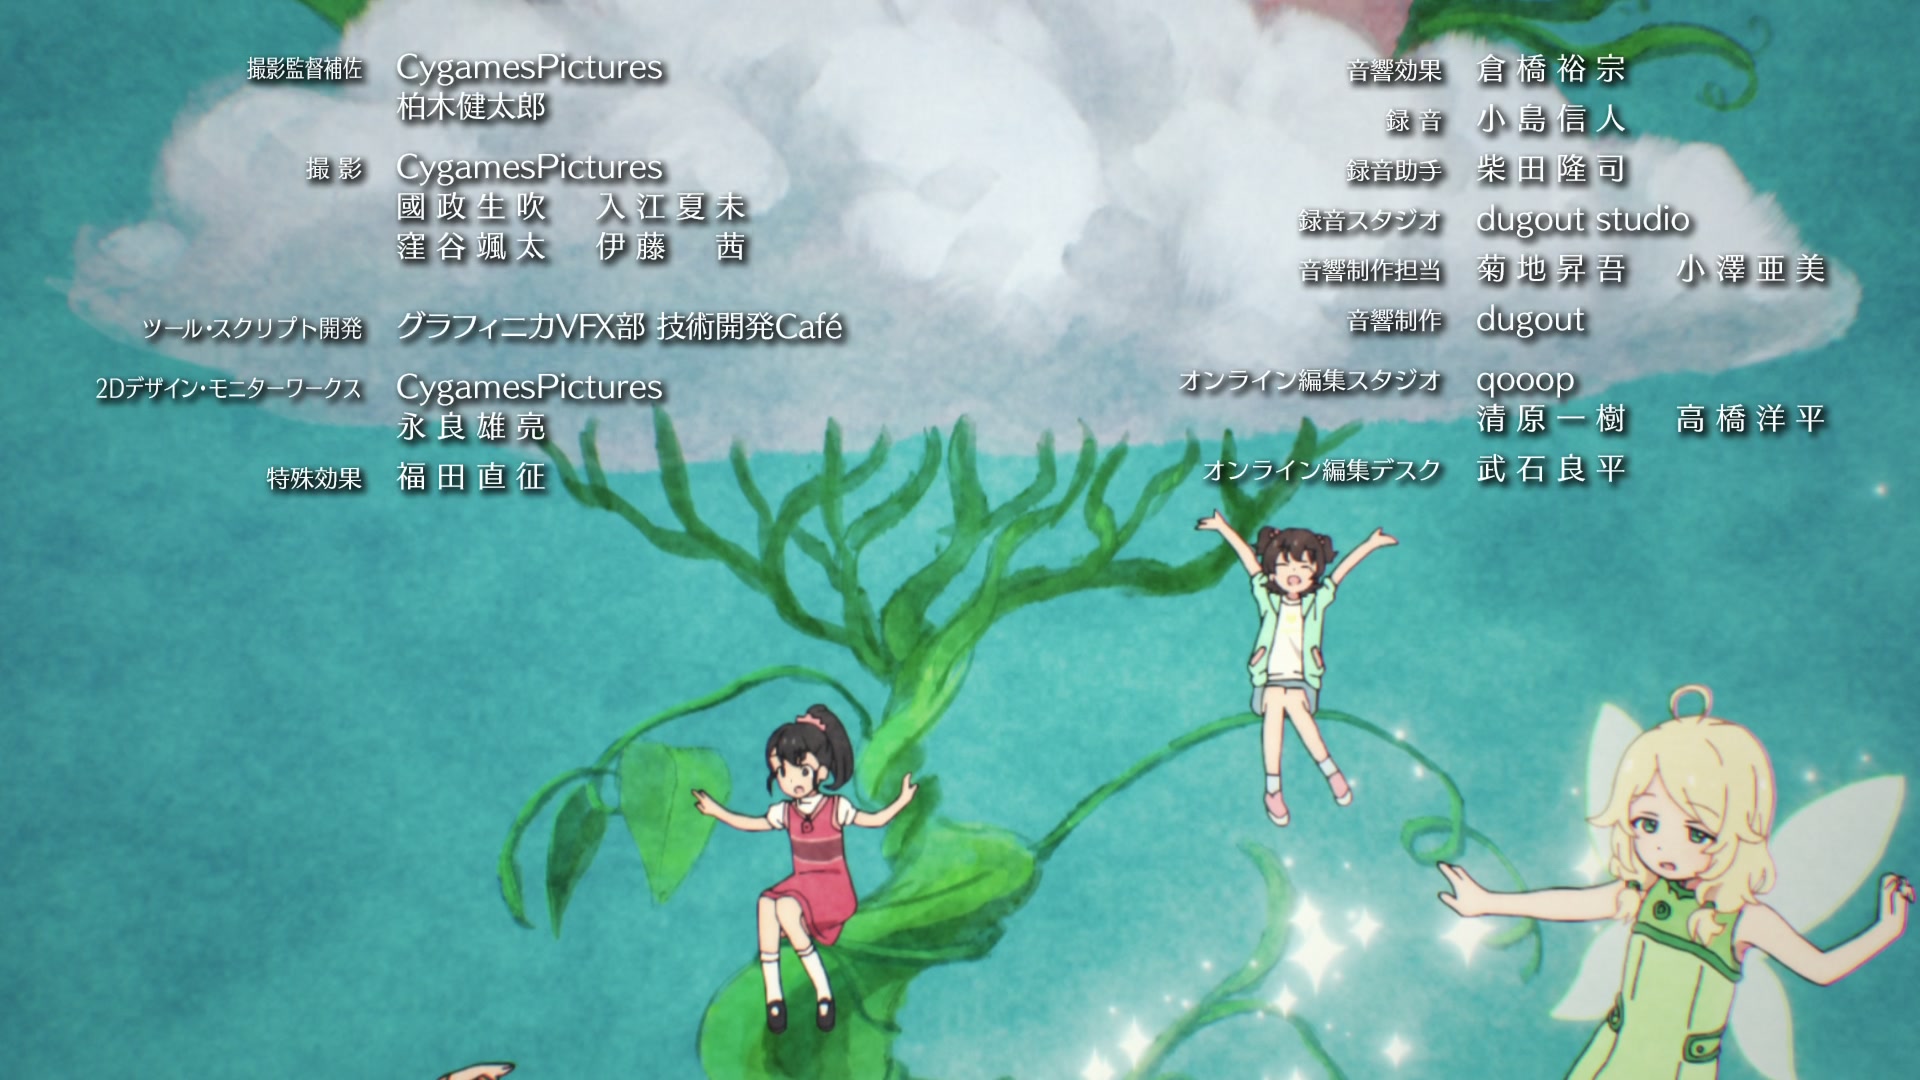 撮影監督補佐 CygamesPictures
柏木健太郎
撮影 CygamesPictures
國政生吹 入江夏未
窪谷颯太 伊藤 茜
ツール・スクリプト開発 グラフィニカVFX部 技術開発Café
2Dデザイン・モニターワークス CygamesPictures
永良雄亮
特殊効果 福田直征
音響効果 倉橋裕宗
録音 小島信人
録音助手 柴田隆司
録音スタジオ dugout studio
音響制作担当 菊地昇吾 小澤亜美
音響制作 dugout
オンライン編集スタジオ qooop
清原一樹 高橋洋平
オンライン編集デスク 武石良平